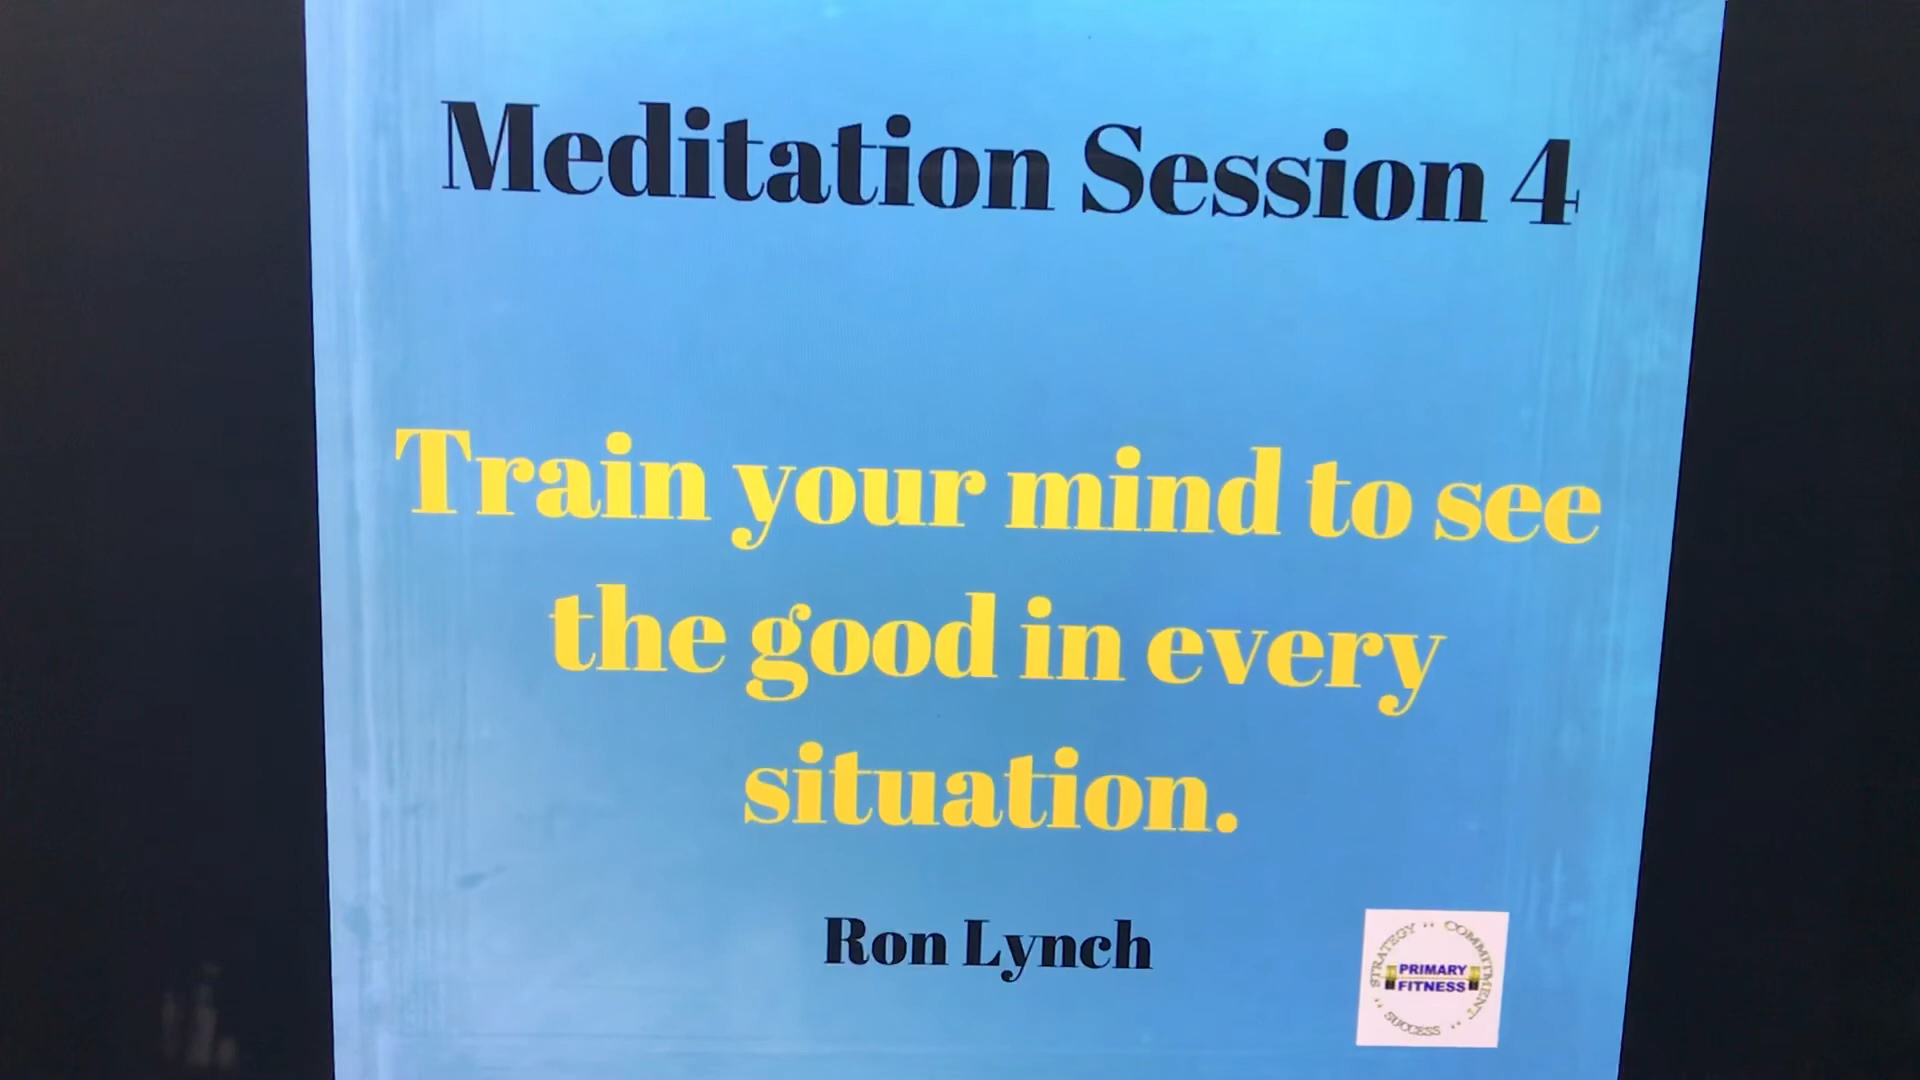 Meditation Session 4
Train your mind to see
the good in every
situation.
Ron Lynch
STRATEGY ·· COMMITMENT ·· SUCCESS ··
PRIMARY
FITNESS